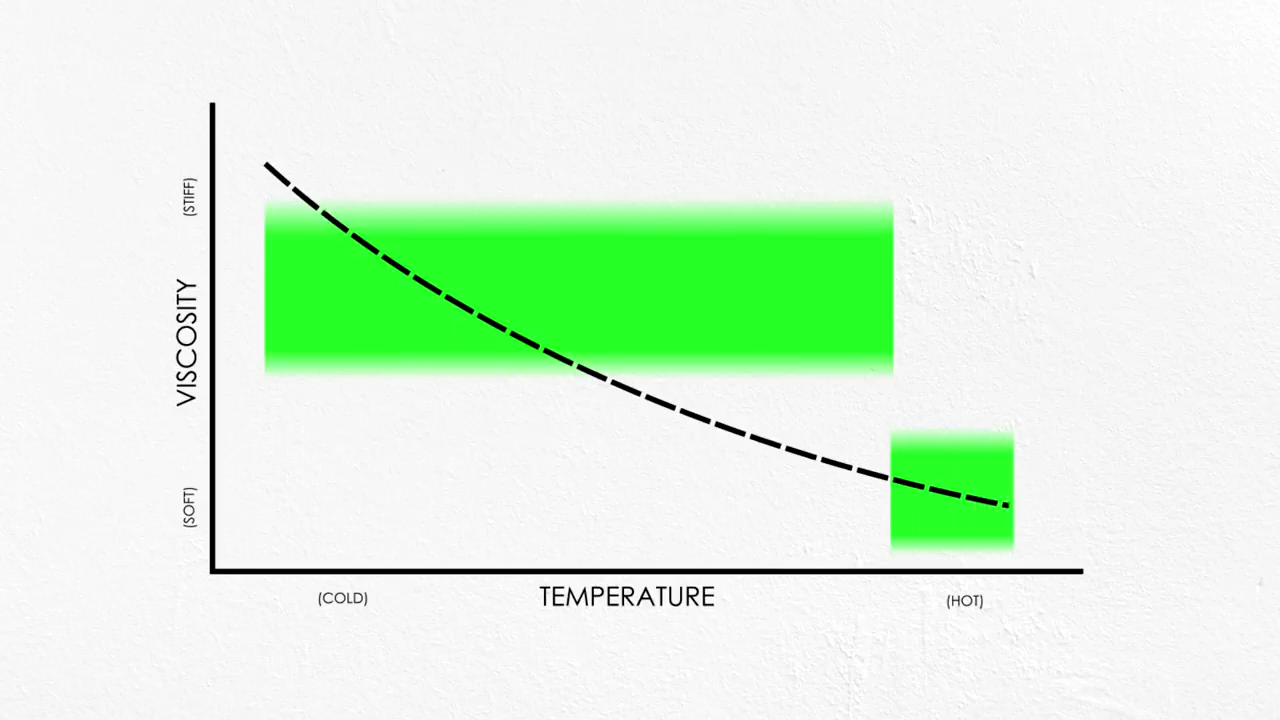 (STIFF)
VISCOSITY
(SOFT)
(COLD)
TEMPERATURE
(HOT)